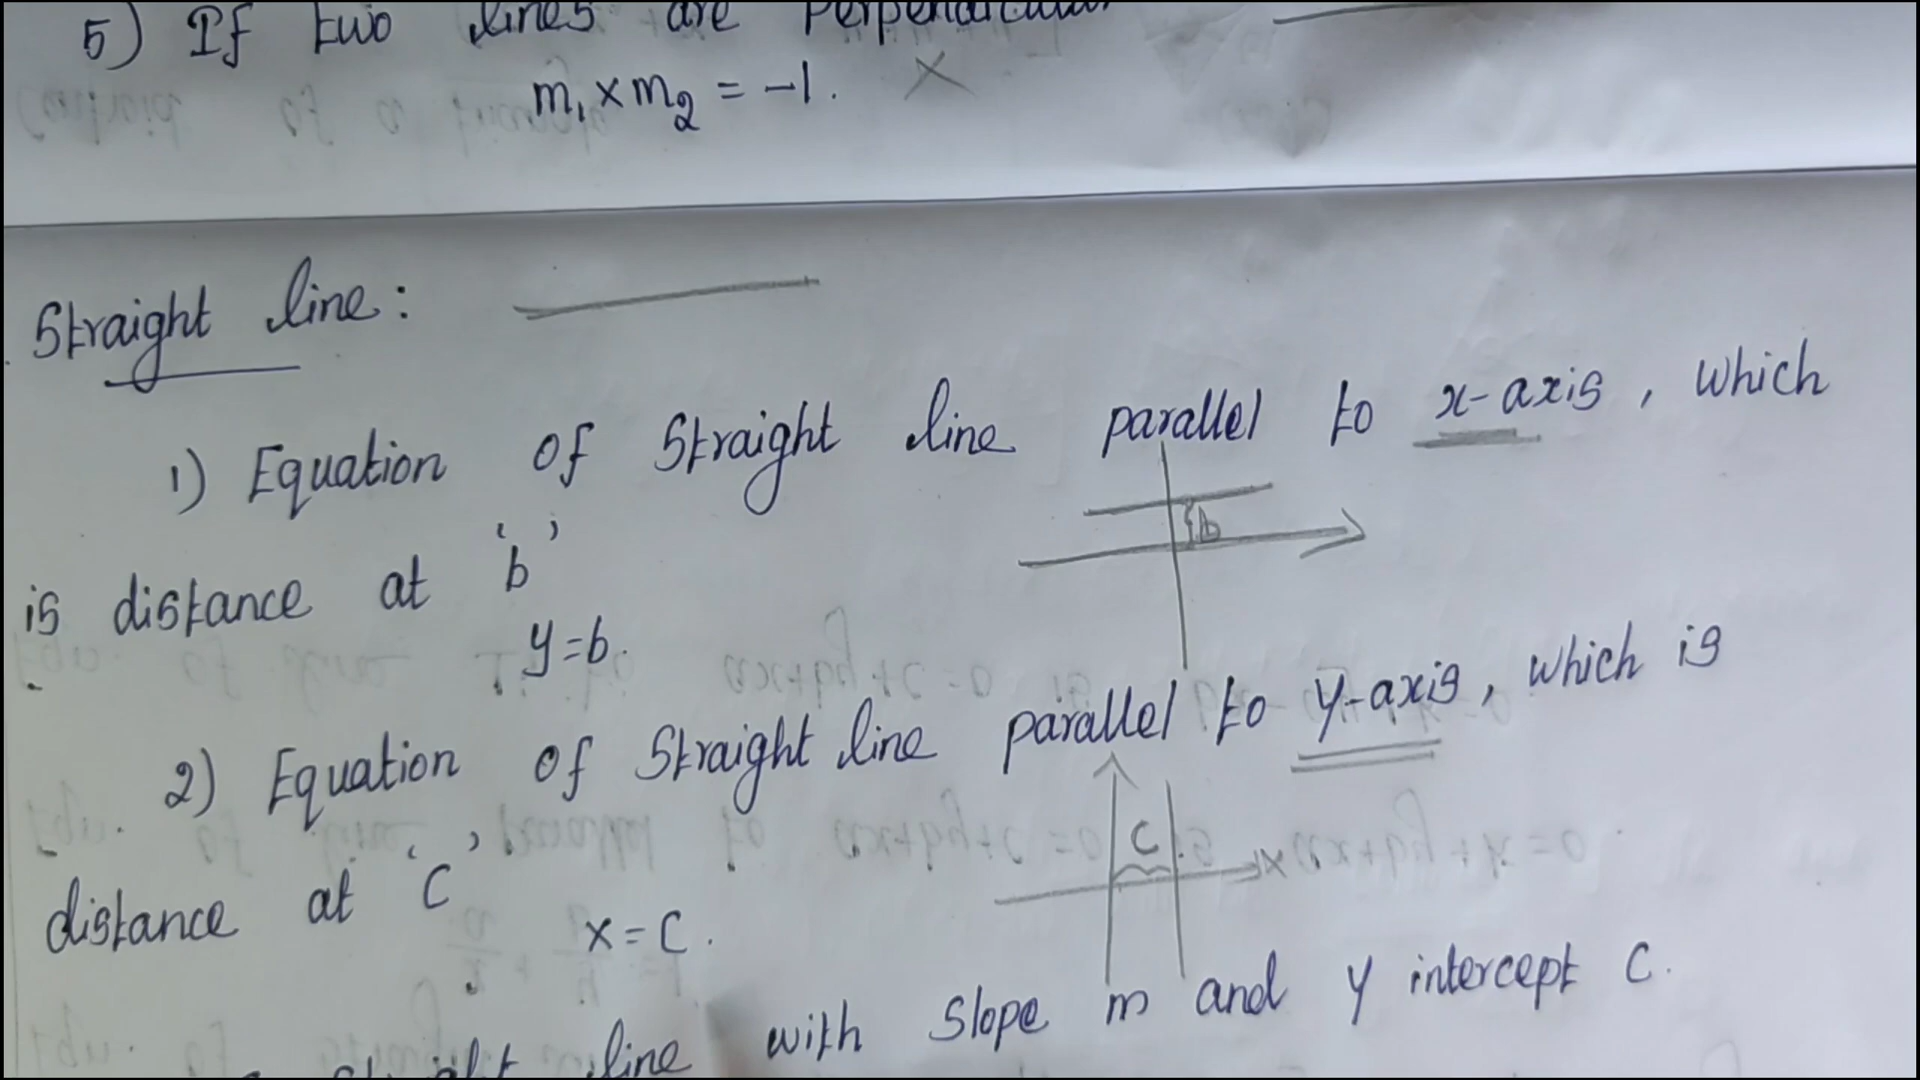 5) If two lines are perpendicular
m₁ × m₂ = -1.
Straight line:
1) Equation of Straight line parallel to x-axis, which
b
is distance at 'b'
y=b.
2) Equation of Straight line parallel to y-axis, which is
C
x
distance at 'C'
x = C.
line with slope m and y intercept C.